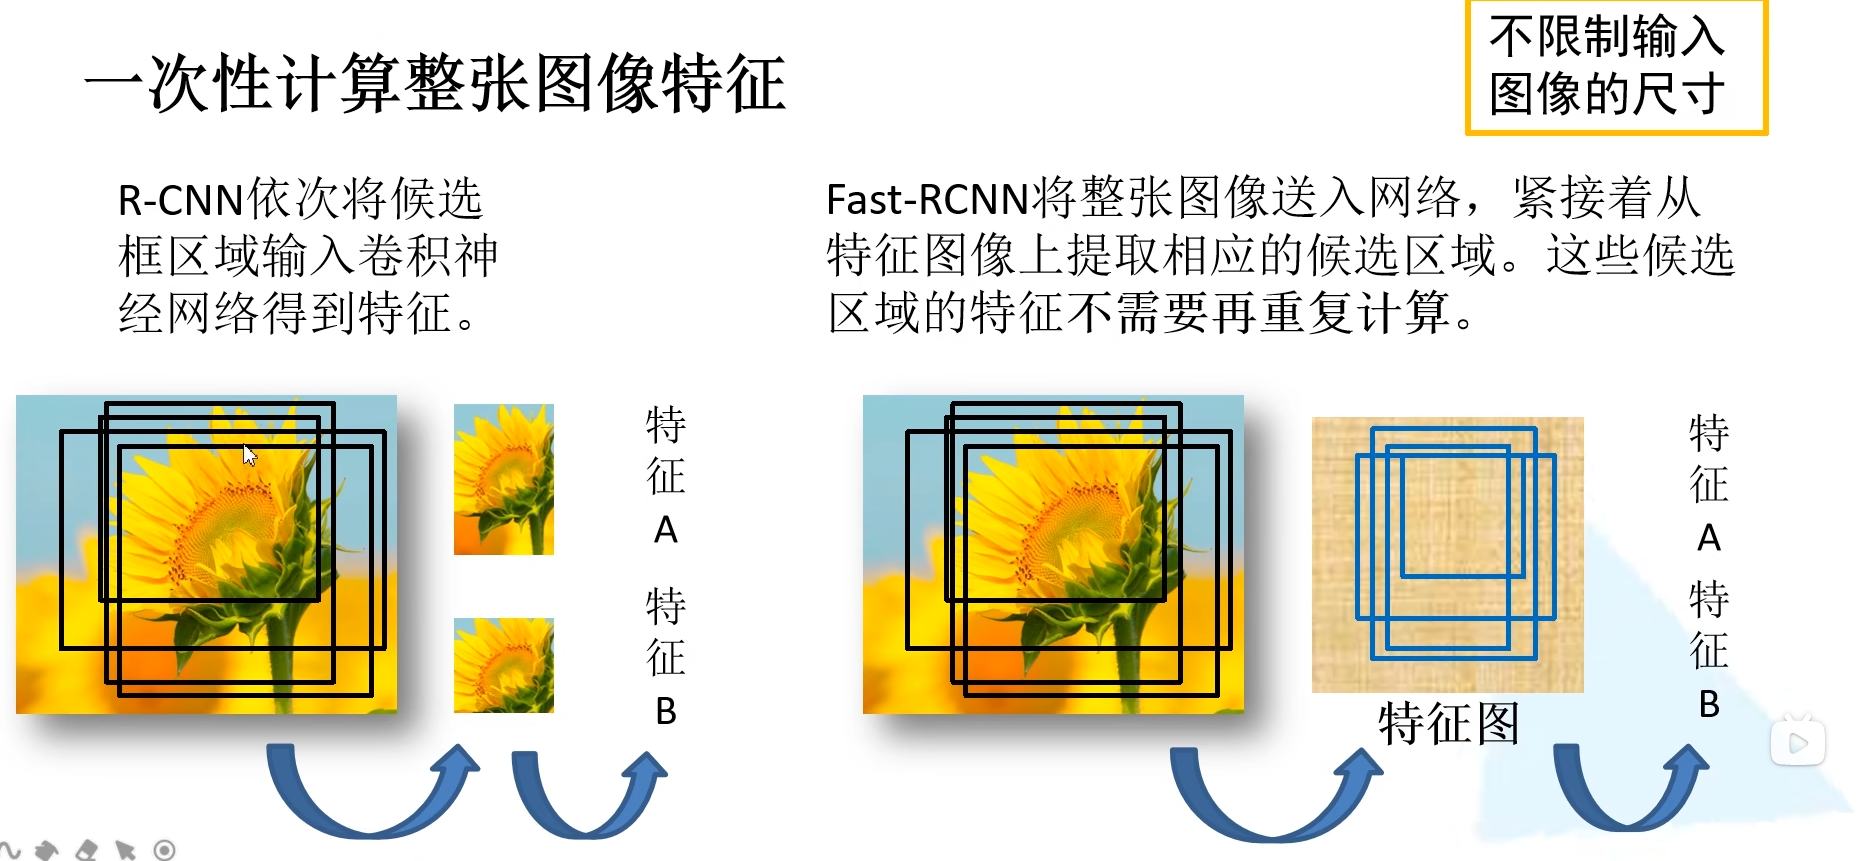 一次性计算整张图像特征
不限制输入
图像的尺寸
R-CNN依次将候选
框区域输入卷积神
经网络得到特征。
Fast-RCNN将整张图像送入网络，紧接着从
特征图像上提取相应的候选区域。这些候选
区域的特征不需要再重复计算。
特
征
A
特
征
B
特
征
A
特
征
B
特征图